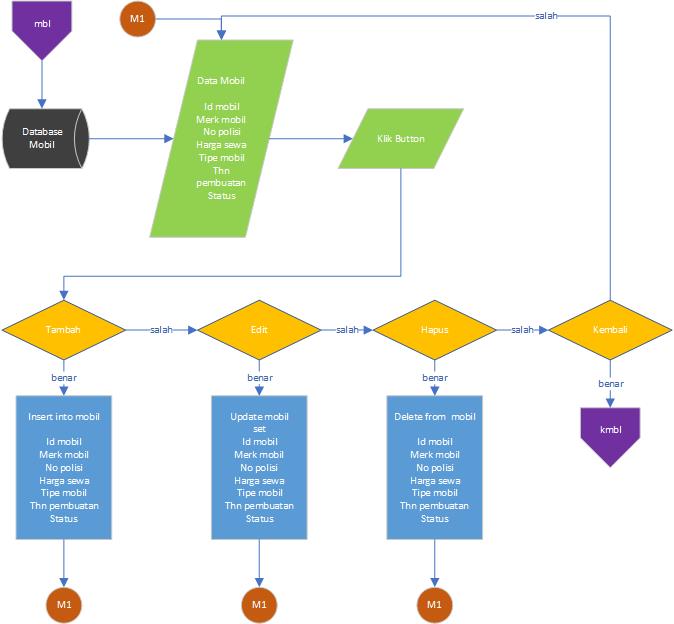 mbl
M1
salah
Data Mobil
Id mobil
Merk mobil
No polisi
Harga sewa
Tipe mobil
Thn
pembuatan
Status
Database
Mobil
Klik Button
Tambah
salah
Edit
salah
Hapus
salah
Kembali
benar
benar
benar
benar
Insert into mobil
Id mobil
Merk mobil
No polisi
Harga sewa
Tipe mobil
Thn pembuatan
Status
Update mobil
set
Id mobil
Merk mobil
No polisi
Harga sewa
Tipe mobil
Thn pembuatan
Status
Delete from  mobil
Id mobil
Merk mobil
No polisi
Harga sewa
Tipe mobil
Thn pembuatan
Status
kmbl
M1
M1
M1